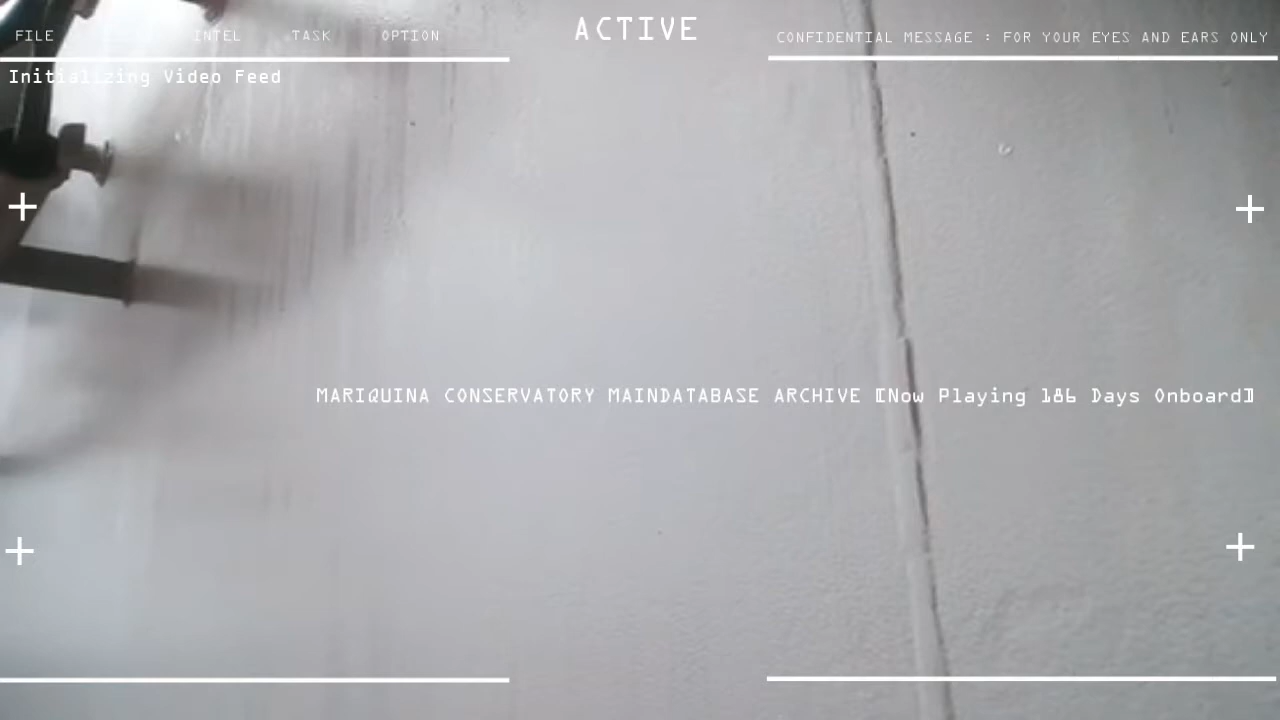 FILE INTEL TASK OPTION
ACTIVE
CONFIDENTIAL MESSAGE : FOR YOUR EYES AND EARS ONLY
Initializing Video Feed
MARIQUINA CONSERVATORY MAINDATABASE ARCHIVE [Now Playing 186 Days Onboard]